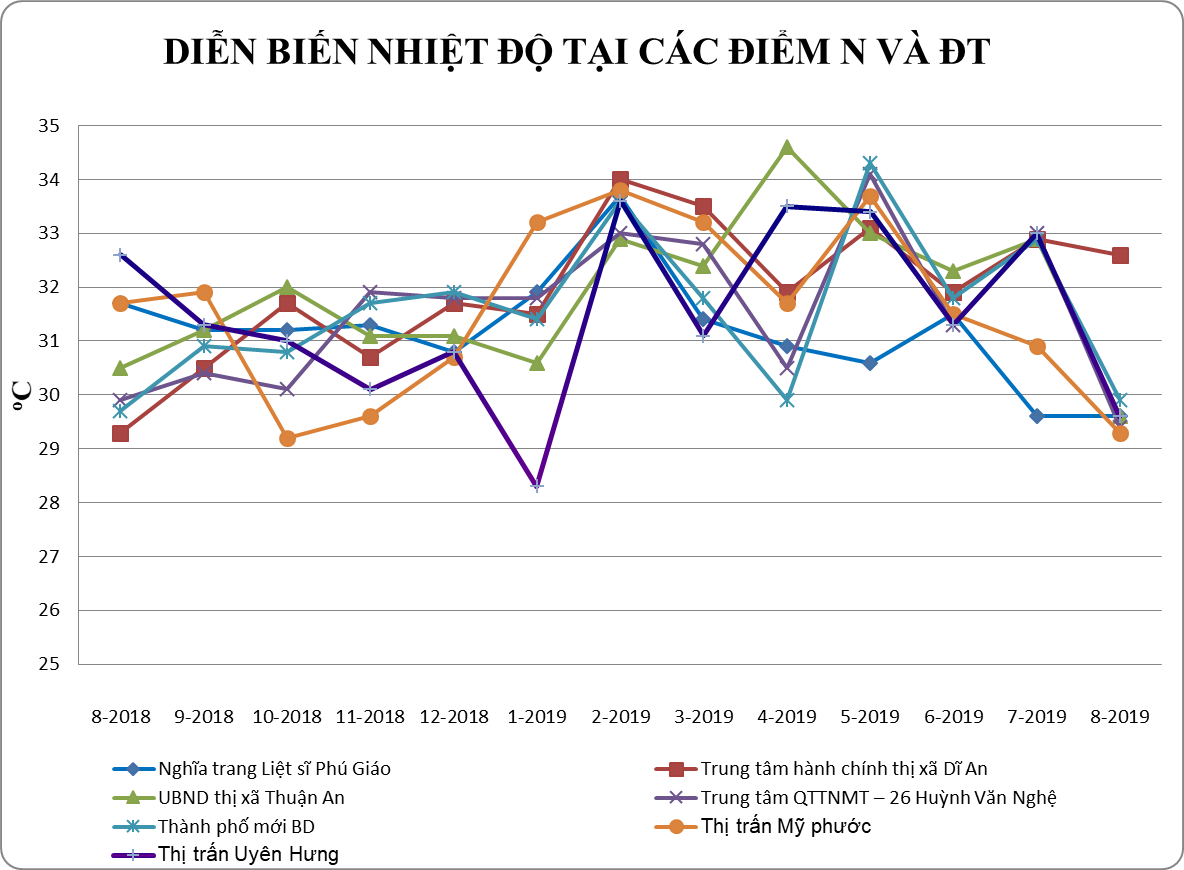 DIỄN BIẾN NHIỆT ĐỘ TẠI CÁC ĐIỂM N VÀ ĐT
35
34
33
32
31
30
29
28
27
26
25
ºC
8-2018 9-2018 10-2018 11-2018 12-2018 1-2019 2-2019 3-2019 4-2019 5-2019 6-2019 7-2019 8-2019
Nghĩa trang Liệt sĩ Phú Giáo Trung tâm hành chính thị xã Dĩ An
UBND thị xã Thuận An Trung tâm QTTNMT – 26 Huỳnh Văn Nghệ
Thành phố mới BD Thị trấn Mỹ phước
Thị trấn Uyên Hưng